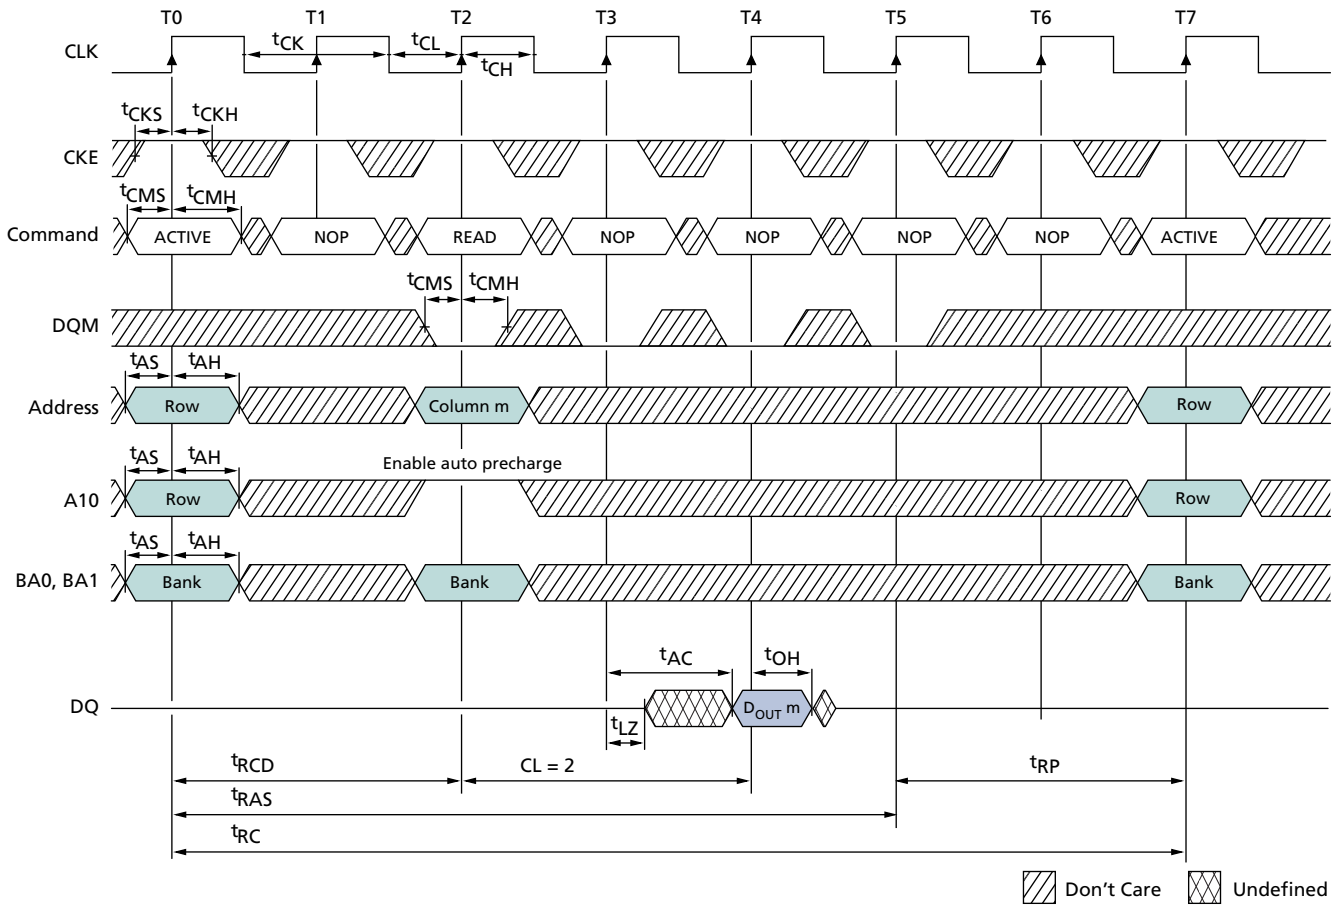 T0 T1 T2 T3 T4 T5 T6 T7
CLK
tCK tCL
tCH
tCKS tCKH
CKE
tCMS tCMH
Command ACTIVE NOP READ NOP NOP NOP NOP ACTIVE
tCMS tCMH
DQM
tAS tAH
Address Row Column m Row
tAS tAH
Enable auto precharge
A10 Row Row
tAS tAH
BA0, BA1 Bank Bank Bank
tAC tOH
DQ DOUT m
tLZ
tRCD CL = 2 tRP
tRAS
tRC
Don't Care Undefined